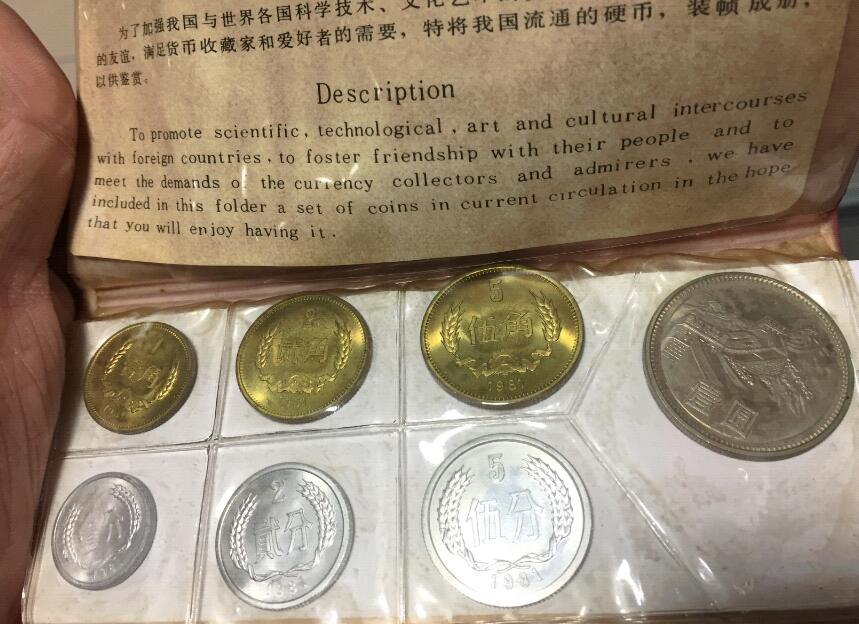 为了加强我国与世界各国科学技术、文化艺
的友谊，满足货币收藏家和爱好者的需要，特将我国流通的硬币，装帧成册，
以供鉴赏。
Description
To promote scientific, technological, art and cultural intercourses
with foreign countries, to foster friendship with their people and to
meet the demands of the currency collectors and admirers, we have
included in this folder a set of coins in current circulation in the hope
that you will enjoy having it.
1
壹角
2
贰角
5
伍角
1981
壹圆
2
贰分
1981
5
伍分
1981